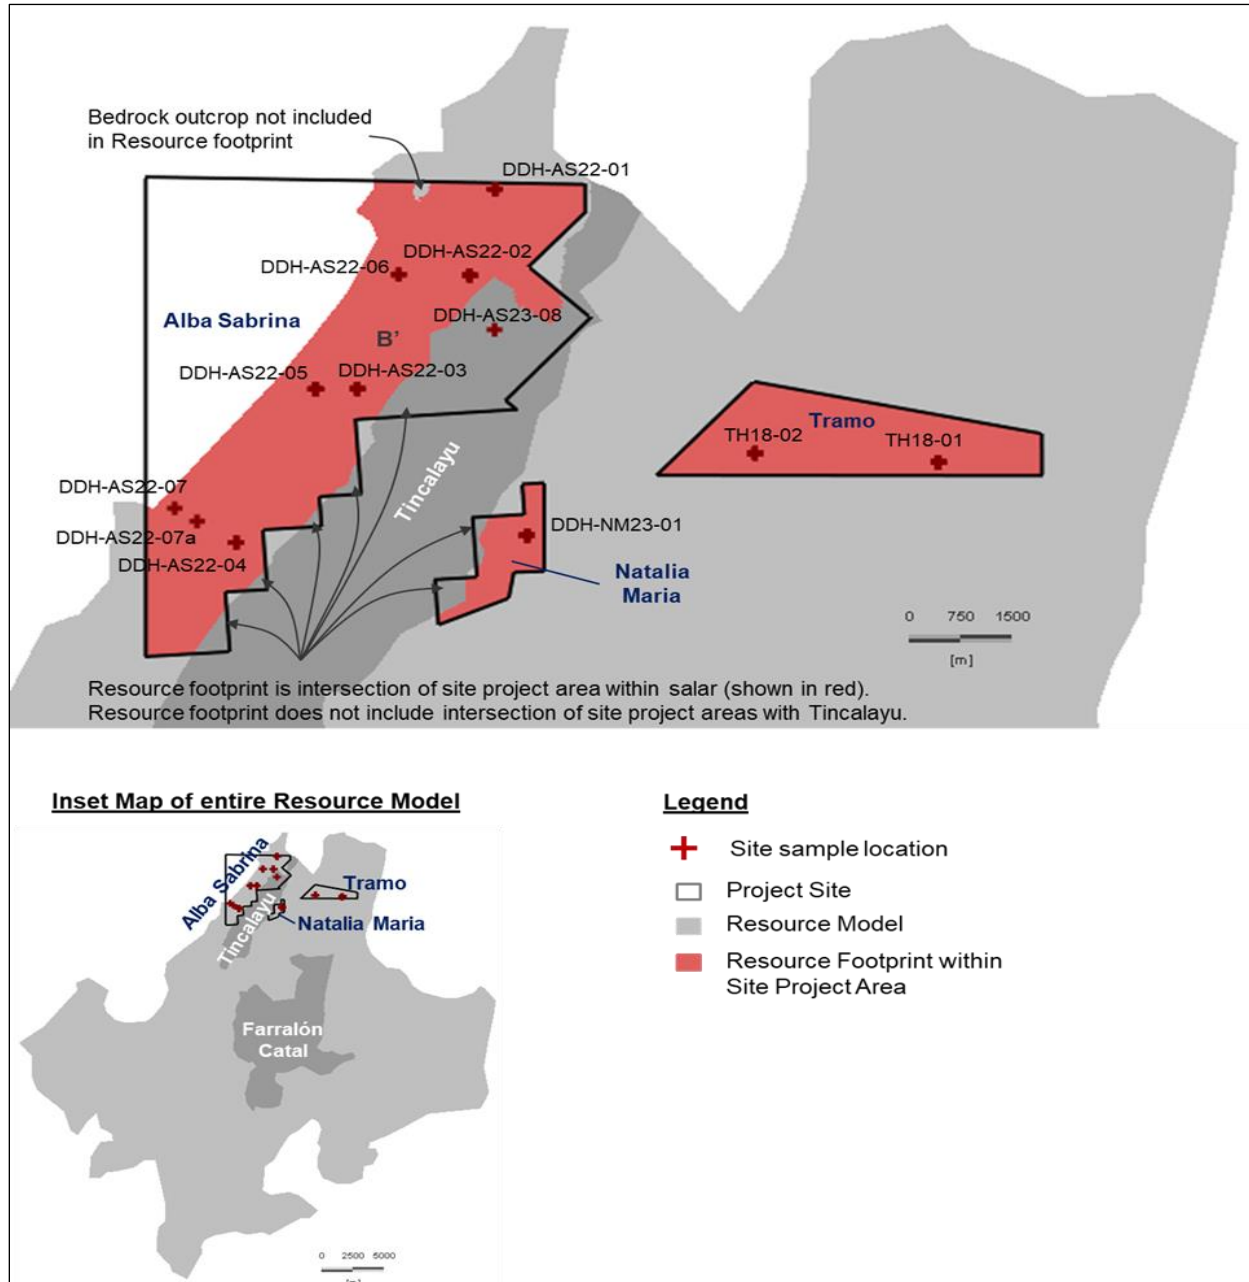 Bedrock outcrop not included
in Resource footprint
DDH-AS22-01
DDH-AS22-02
DDH-AS22-06
Alba Sabrina
DDH-AS23-08
B’
DDH-AS22-05
DDH-AS22-03
Tramo
TH18-02
TH18-01
Tincalayu
DDH-AS22-07
DDH-AS22-07a
DDH-AS22-04
DDH-NM23-01
Natalia
Maria
0 750 1500
[m]
Resource footprint is intersection of site project area within salar (shown in red).
Resource footprint does not include intersection of site project areas with Tincalayu.
Inset Map of entire Resource Model
Alba Sabrina
Tramo
Natalia Maria
Tincalayu
Farralón
Catal
0 2500 5000
[m]
Legend
Site sample location
Project Site
Resource Model
Resource Footprint within
Site Project Area